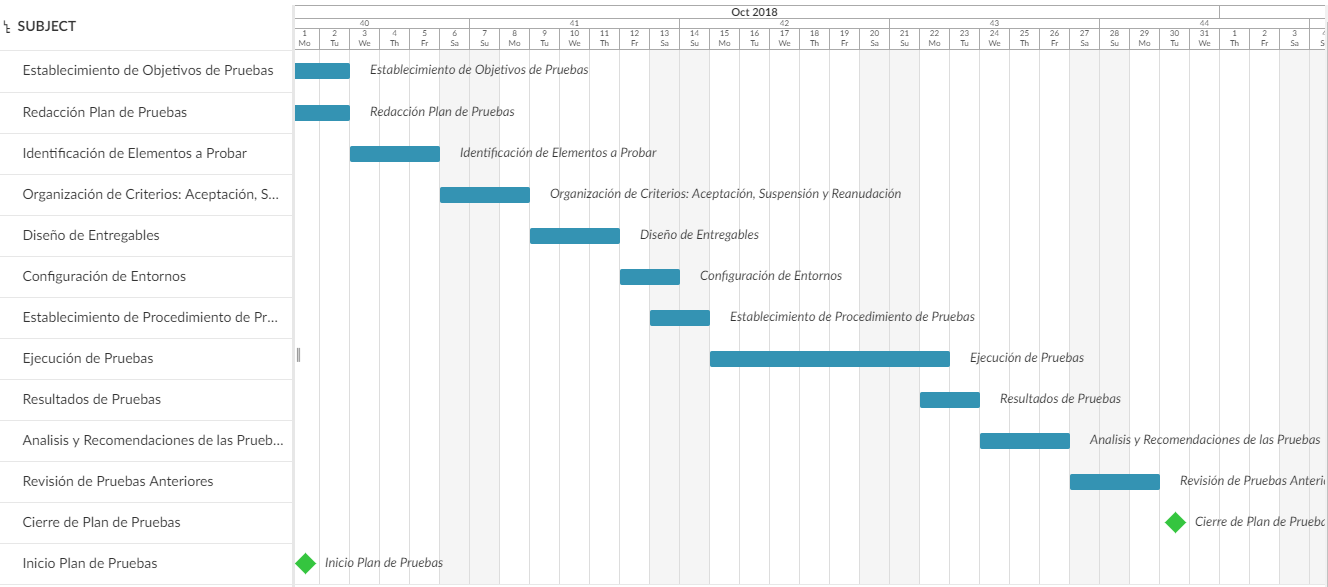 SUBJECT
Oct 2018
40 41 42 43 44
1 2 3 4 5 6 7 8 9 10 11 12 13 14 15 16 17 18 19 20 21 22 23 24 25 26 27 28 29 30 31 1 2 3
Mo Tu We Th Fr Sa Su Mo Tu We Th Fr Sa Su Mo Tu We Th Fr Sa Su Mo Tu We Th Fr Sa Su Mo Tu We Th Fr Sa
Establecimiento de Objetivos de Pruebas Establecimiento de Objetivos de Pruebas
Redacción Plan de Pruebas Redacción Plan de Pruebas
Identificación de Elementos a Probar Identificación de Elementos a Probar
Organización de Criterios: Aceptación, S... Organización de Criterios: Aceptación, Suspensión y Reanudación
Diseño de Entregables Diseño de Entregables
Configuración de Entornos Configuración de Entornos
Establecimiento de Procedimiento de Pr... Establecimiento de Procedimiento de Pruebas
Ejecución de Pruebas Ejecución de Pruebas
Resultados de Pruebas Resultados de Pruebas
Analisis y Recomendaciones de las Prueb... Analisis y Recomendaciones de las Pruebas
Revisión de Pruebas Anteriores Revisión de Pruebas Anteri
Cierre de Plan de Pruebas Cierre de Plan de Prueb
Inicio Plan de Pruebas Inicio Plan de Pruebas